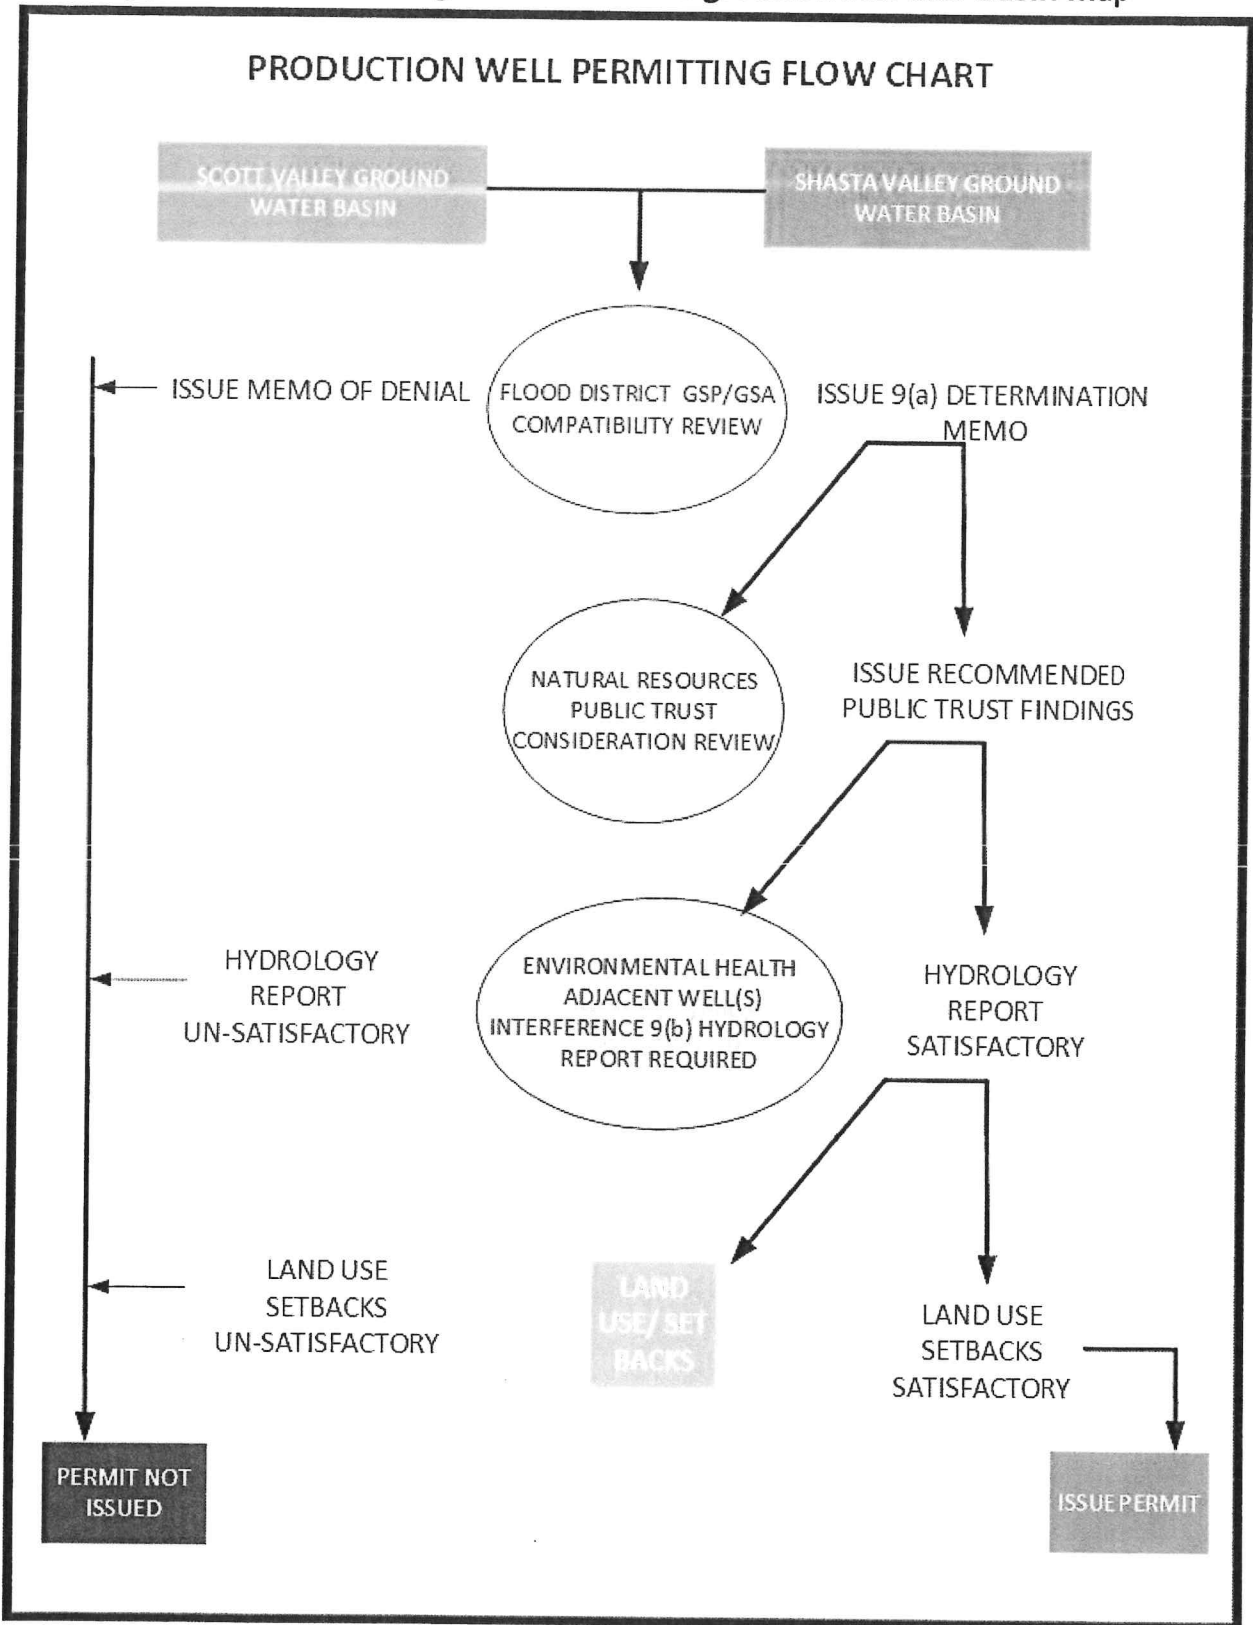 PRODUCTION WELL PERMITTING FLOW CHART
SCOTT VALLEY GROUND
WATER BASIN
SHASTA VALLEY GROUND
WATER BASIN
ISSUE MEMO OF DENIAL
FLOOD DISTRICT GSP/GSA
COMPATIBILITY REVIEW
ISSUE 9(a) DETERMINATION
MEMO
NATURAL RESOURCES
PUBLIC TRUST
CONSIDERATION REVIEW
ISSUE RECOMMENDED
PUBLIC TRUST FINDINGS
HYDROLOGY
REPORT
UN-SATISFACTORY
ENVIRONMENTAL HEALTH
ADJACENT WELL(S)
INTERFERENCE 9(b) HYDROLOGY
REPORT REQUIRED
HYDROLOGY
REPORT
SATISFACTORY
LAND USE
SETBACKS
UN-SATISFACTORY
LAND
USE/ SET
BACKS
LAND USE
SETBACKS
SATISFACTORY
PERMIT NOT
ISSUED
ISSUE PERMIT